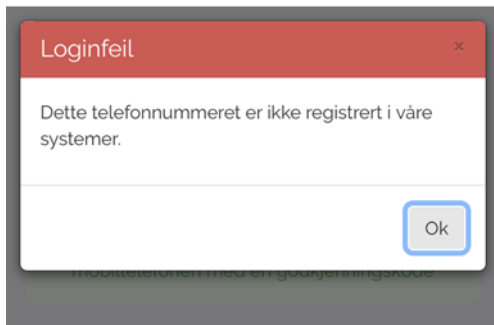 Loginfeil
×
Dette telefonnummeret er ikke registrert i våre
systemer.
Ok
mobiltelefonen med en godkjenningskode